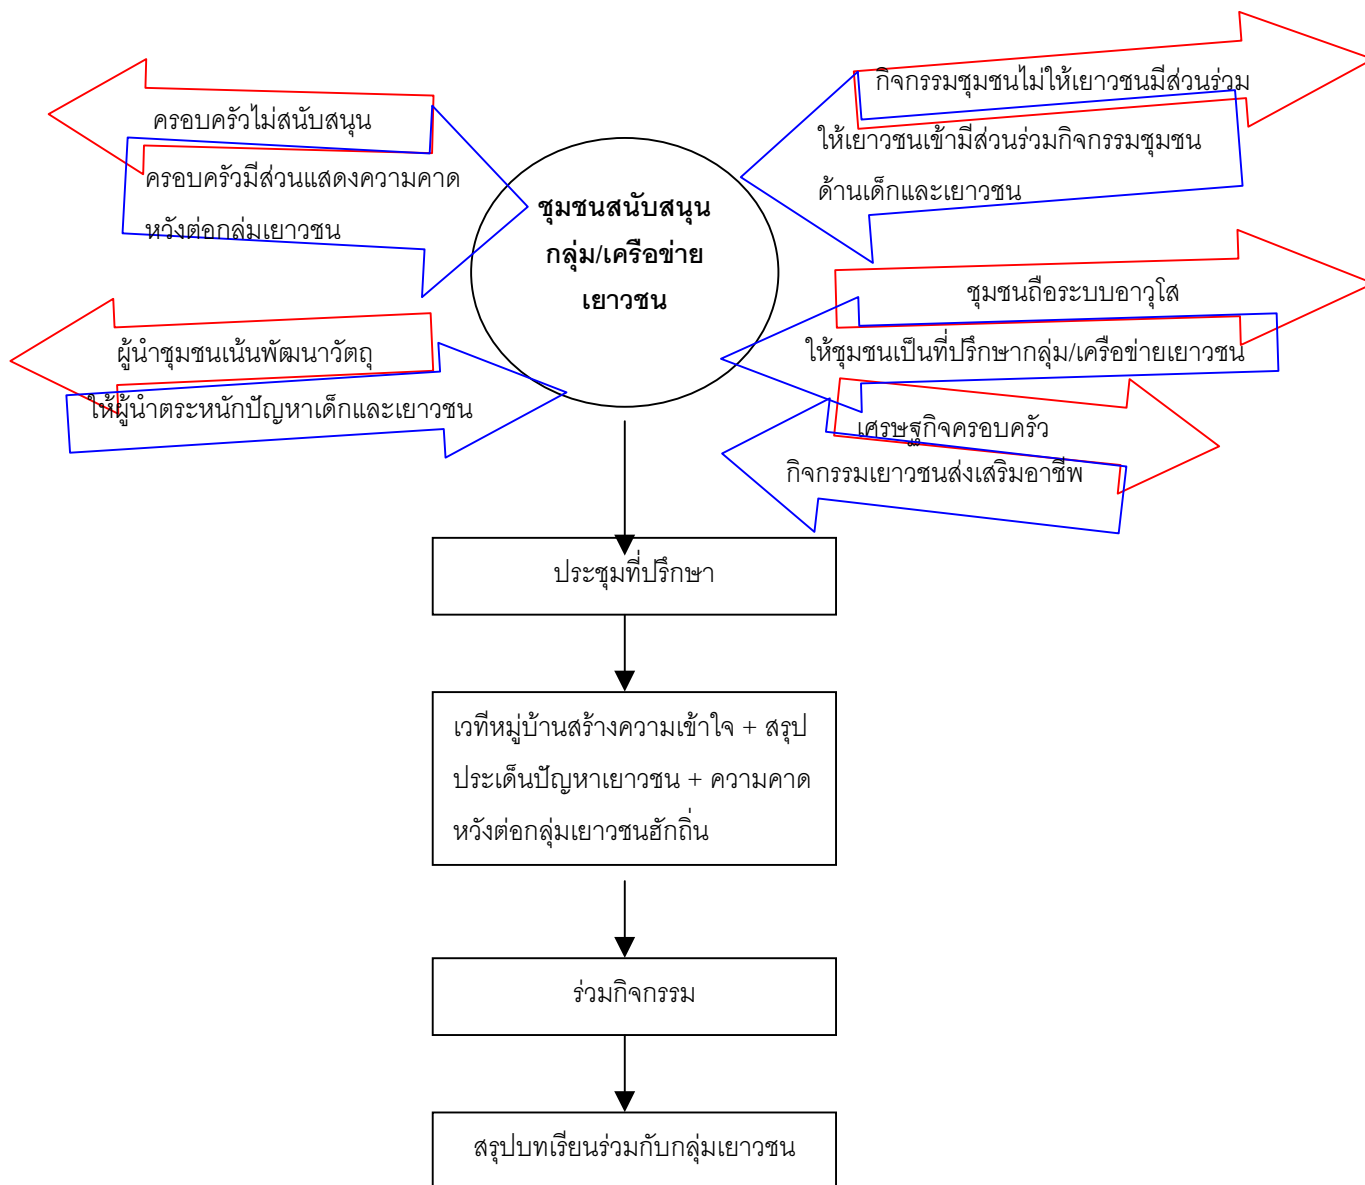 ครอบครัวไม่สนับสนุน
ครอบครัวมีส่วนแสดงความคาด
หวังต่อกลุ่มเยาวชน
ผู้นำชุมชนเน้นพัฒนาวัตถุ
ให้ผู้นำตระหนักปัญหาเด็กและเยาวชน
ชุมชนสนับสนุน
กลุ่ม/เครือข่าย
เยาวชน
กิจกรรมชุมชนไม่ให้เยาวชนมีส่วนร่วม
ให้เยาวชนเข้ามีส่วนร่วมกิจกรรมชุมชน
ด้านเด็กและเยาวชน
ชุมชนถือระบบอาวุโส
ให้ชุมชนเป็นที่ปรึกษากลุ่ม/เครือข่ายเยาวชน
เศรษฐกิจครอบครัว
กิจกรรมเยาวชนส่งเสริมอาชีพ
ประชุมที่ปรึกษา
เวทีหมู่บ้านสร้างความเข้าใจ + สรุป
ประเด็นปัญหาเยาวชน + ความคาด
หวังต่อกลุ่มเยาวชนฮักถิ่น
ร่วมกิจกรรม
สรุปบทเรียนร่วมกับกลุ่มเยาวชน